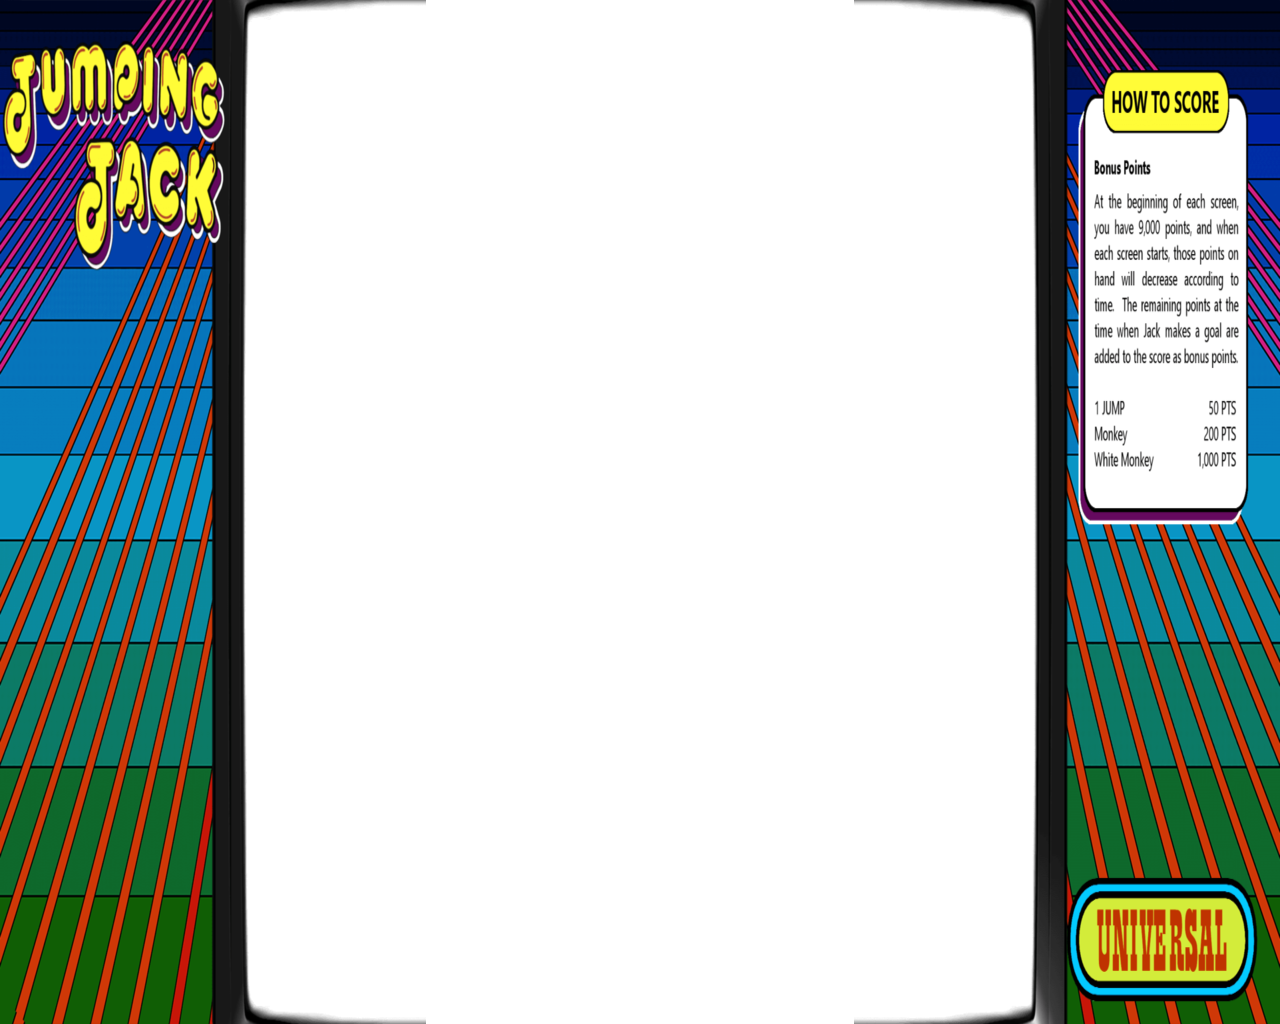 JUMPING
JACK
HOW TO SCORE
Bonus Points
At the beginning of each screen,
you have 9,000 points, and when
each screen starts, those points on
hand will decrease according to
time. The remaining points at the
time when Jack makes a goal are
added to the score as bonus points.
1 JUMP 50 PTS
Monkey 200 PTS
White Monkey 1,000 PTS
UNIVERSAL